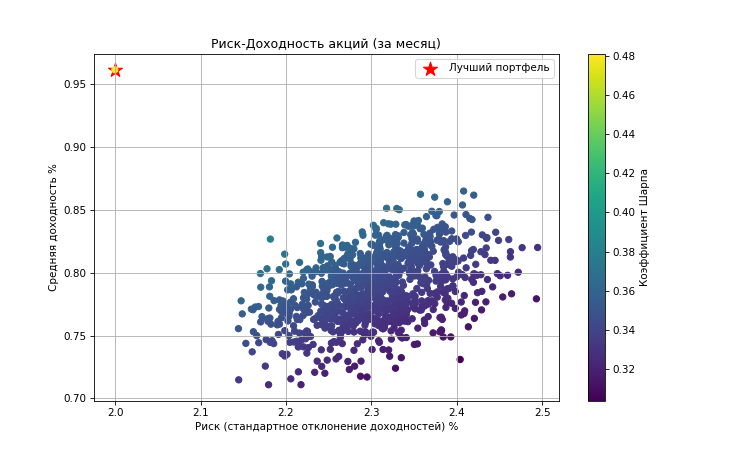 Риск-Доходность акций (за месяц)
Лучший портфель
Средняя доходность %
0.95
0.90
0.85
0.80
0.75
0.70
2.0 2.1 2.2 2.3 2.4 2.5
Риск (стандартное отклонение доходностей) %
0.48
0.46
0.44
0.42
0.40
0.38
0.36
0.34
0.32
Коэффициент Шарпа